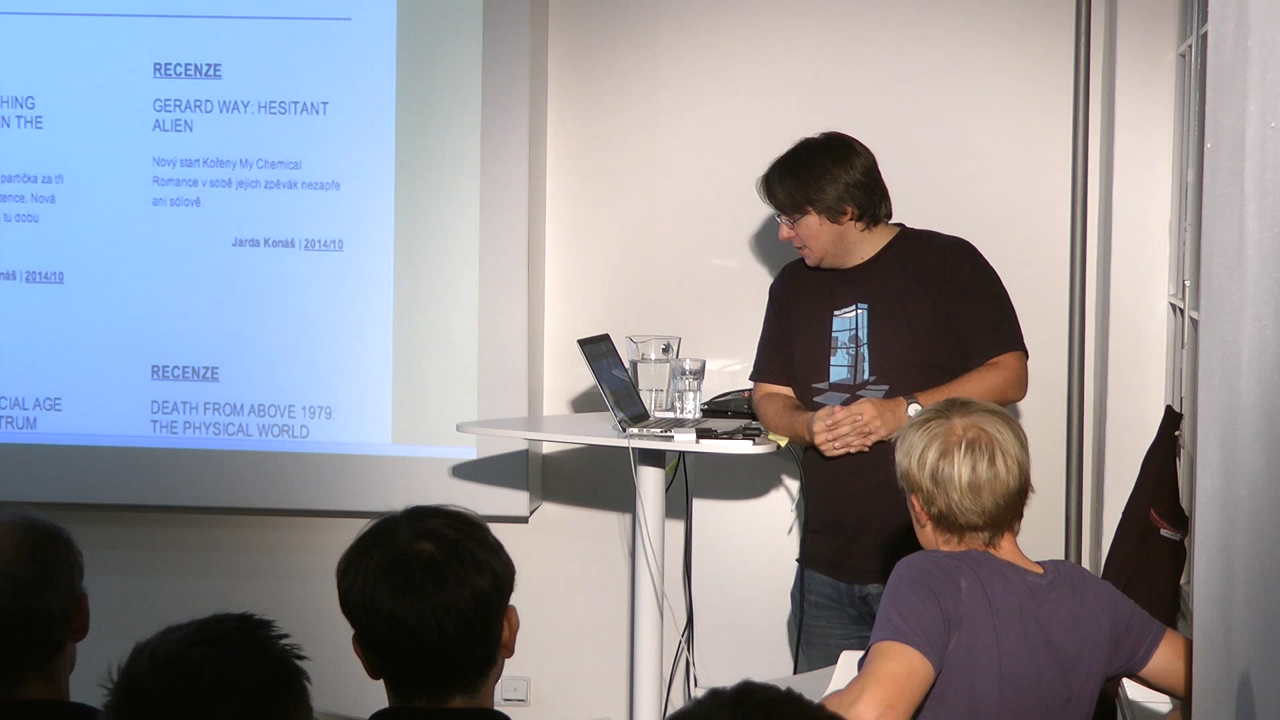 HING
N THE
partička za tři
tence. Nová
tu dobu
náš | 2014/10
CIAL AGE
TRUM
RECENZE
GERARD WAY: HESITANT
ALIEN
Nový start Kořeny My Chemical
Romance v sobě jejich zpěvák nezapře
ani sólově.
Jarda Konáš | 2014/10
RECENZE
DEATH FROM ABOVE 1979:
THE PHYSICAL WORLD